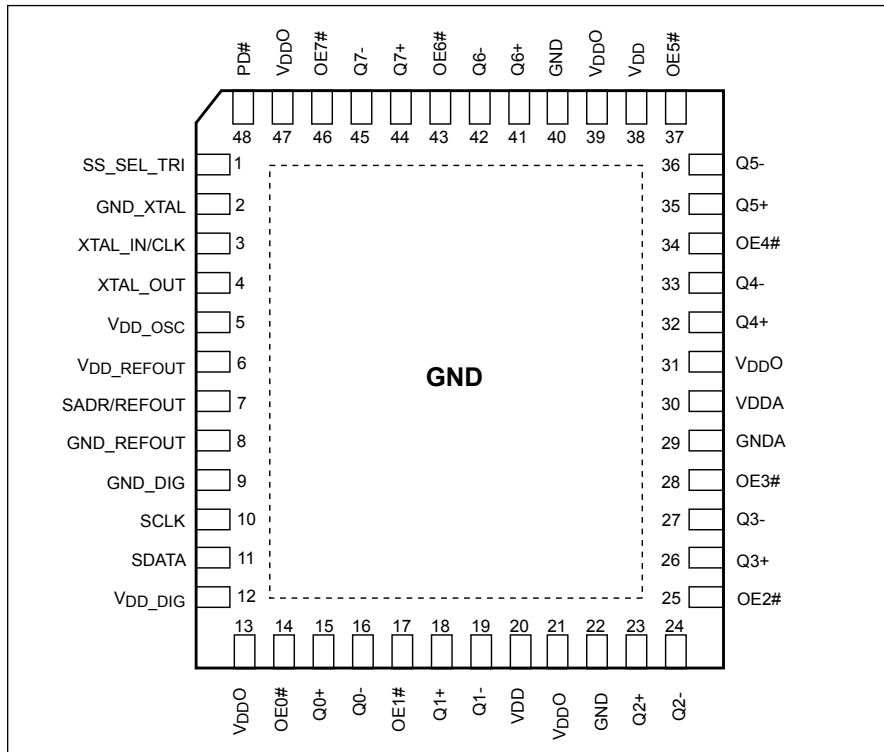 PD#
VDDO
OE7#
Q7-
Q7+
OE6#
Q6-
Q6+
GND
VDDO
VDD
OE5#
48 47 46 45 44 43 42 41 40 39 38 37
SS_SEL_TRI 1
GND_XTAL 2
XTAL_IN/CLK 3
XTAL_OUT 4
VDD_OSC 5
VDD_REFOUT 6
SADR/REFOUT 7
GND_REFOUT 8
GND_DIG 9
SCLK 10
SDATA 11
VDD_DIG 12
GND
36 Q5-
35 Q5+
34 OE4#
33 Q4-
32 Q4+
31 VDDO
30 VDDA
29 GNDA
28 OE3#
27 Q3-
26 Q3+
25 OE2#
13 14 15 16 17 18 19 20 21 22 23 24
VDDO
OE0#
Q0+
Q0-
OE1#
Q1+
Q1-
VDD
VDDO
GND
Q2+
Q2-